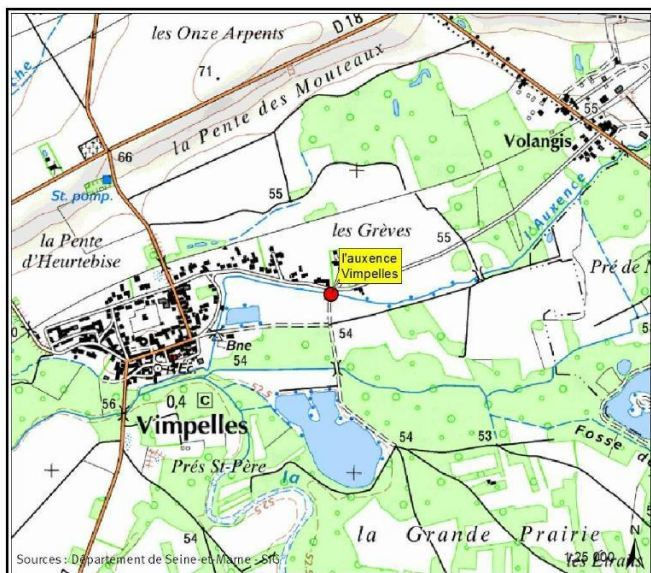 les Onze Arpents
D 18
71
la Pente des Mouteaux
55
Volangis
66
St. pomp.
55
l'Auxence
les Grèves
la Pente
d'Heurtebise
55
l'auxence
Vimpelles
Pré de
54
Bne
54
56
0,4
C
Vimpelles
54
53
Fosse
Prés St-Père
la
la Grande Prairie
N
Sources : Département de Seine-et-Marne - SIG
1:25 000
les